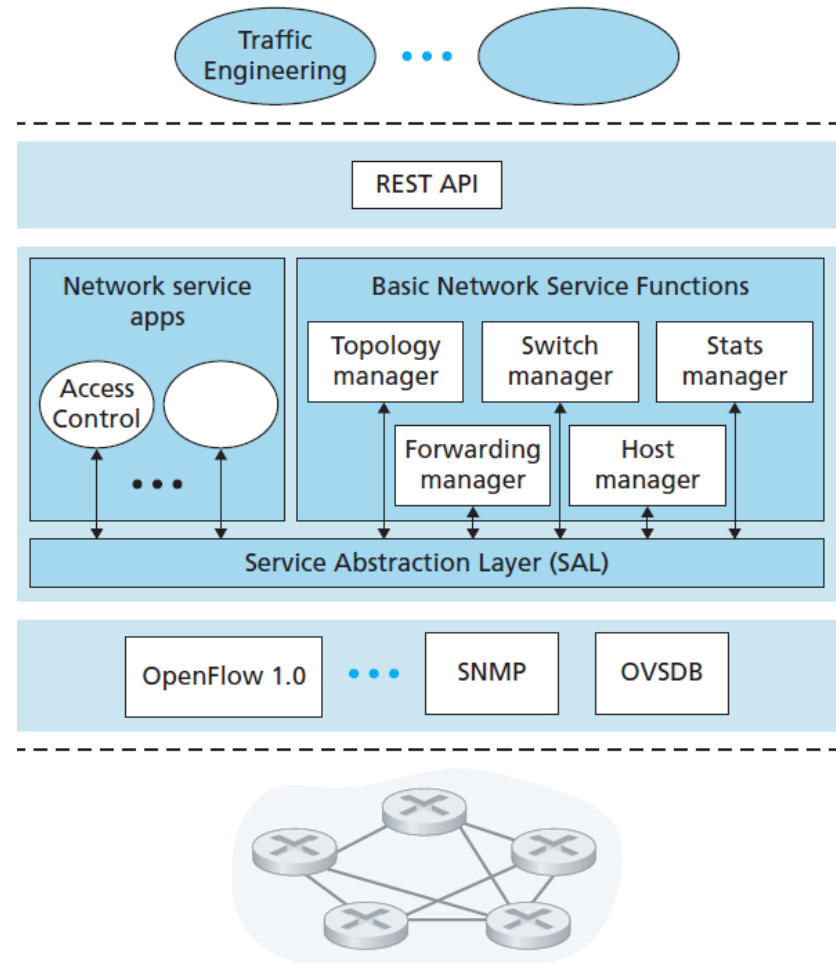 Traffic
Engineering
REST API
Network service
apps
Access
Control
Basic Network Service Functions
Topology
manager
Switch
manager
Stats
manager
Forwarding
manager
Host
manager
Service Abstraction Layer (SAL)
OpenFlow 1.0
SNMP
OVSDB